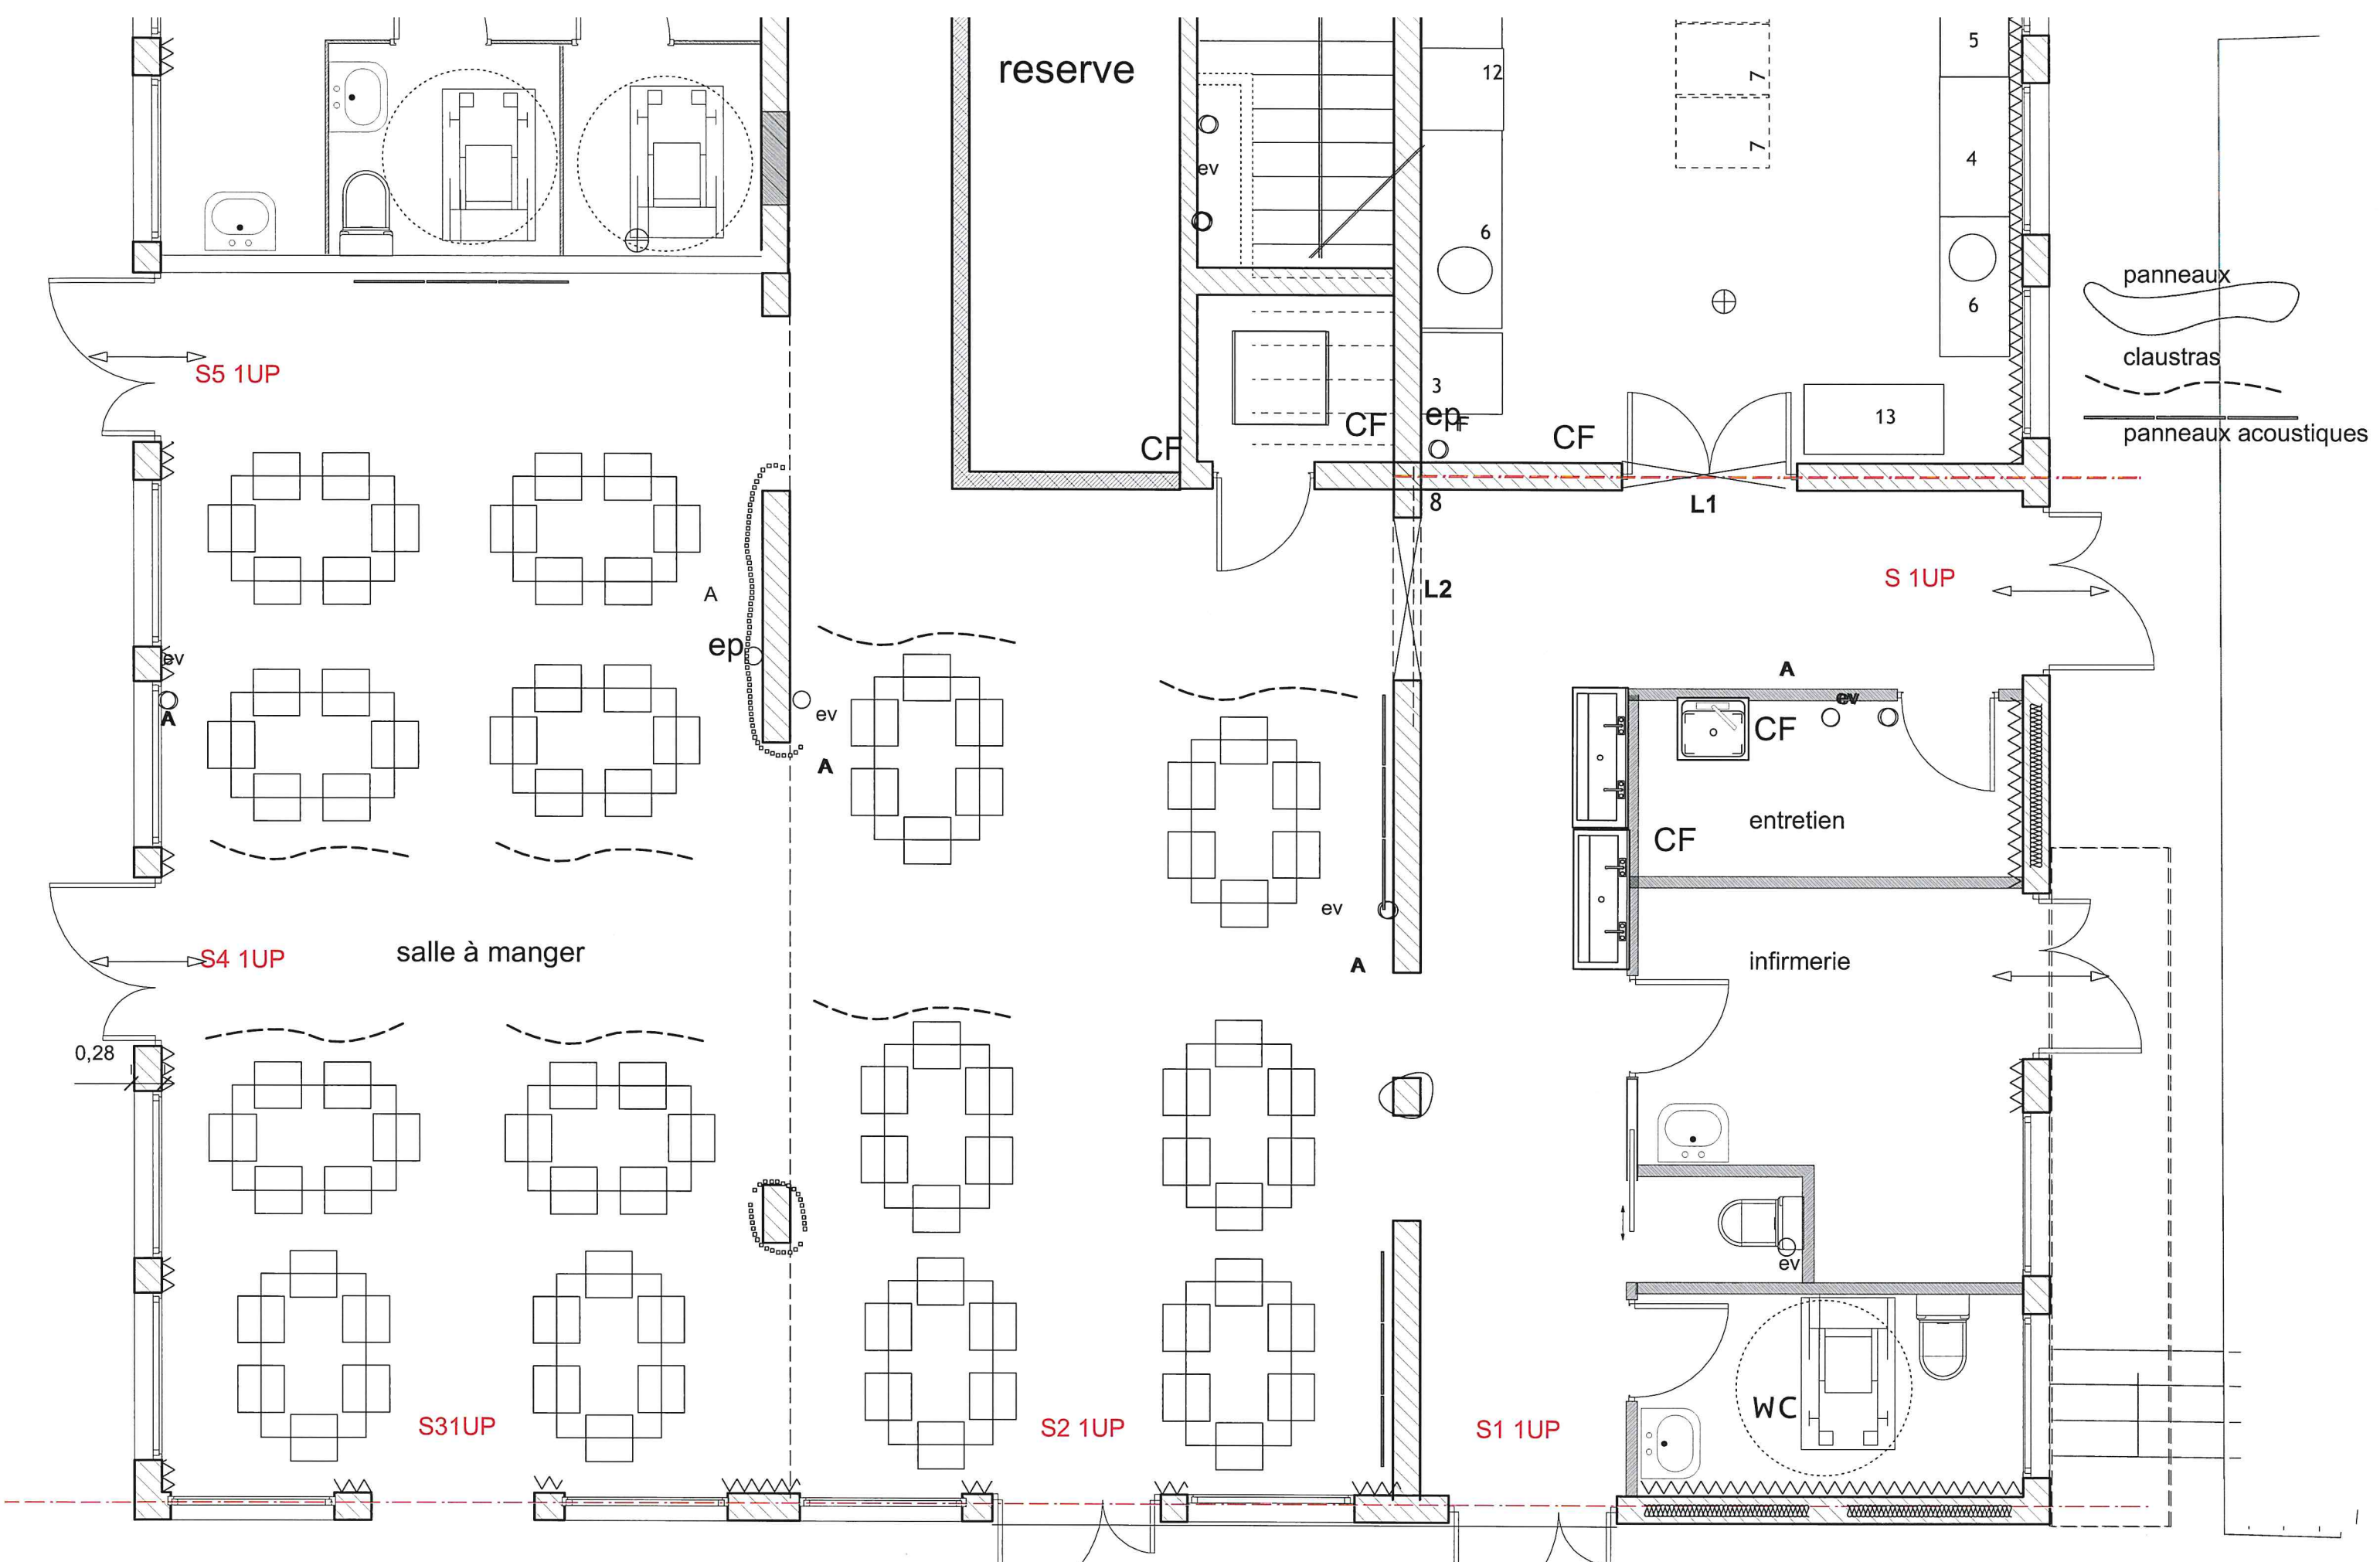 reserve
5
12
7
4
ev
7
6
panneaux
6
claustras
S5 1UP
3
13
ep
CF
CF
CF
panneaux acoustiques
8
L1
L2
S 1UP
A
ep
ev
A
ev
A
ev
CF
A
entretien
CF
ev
salle à manger
S4 1UP
infirmerie
A
0,28
ev
WC
S31UP
S2 1UP
S1 1UP